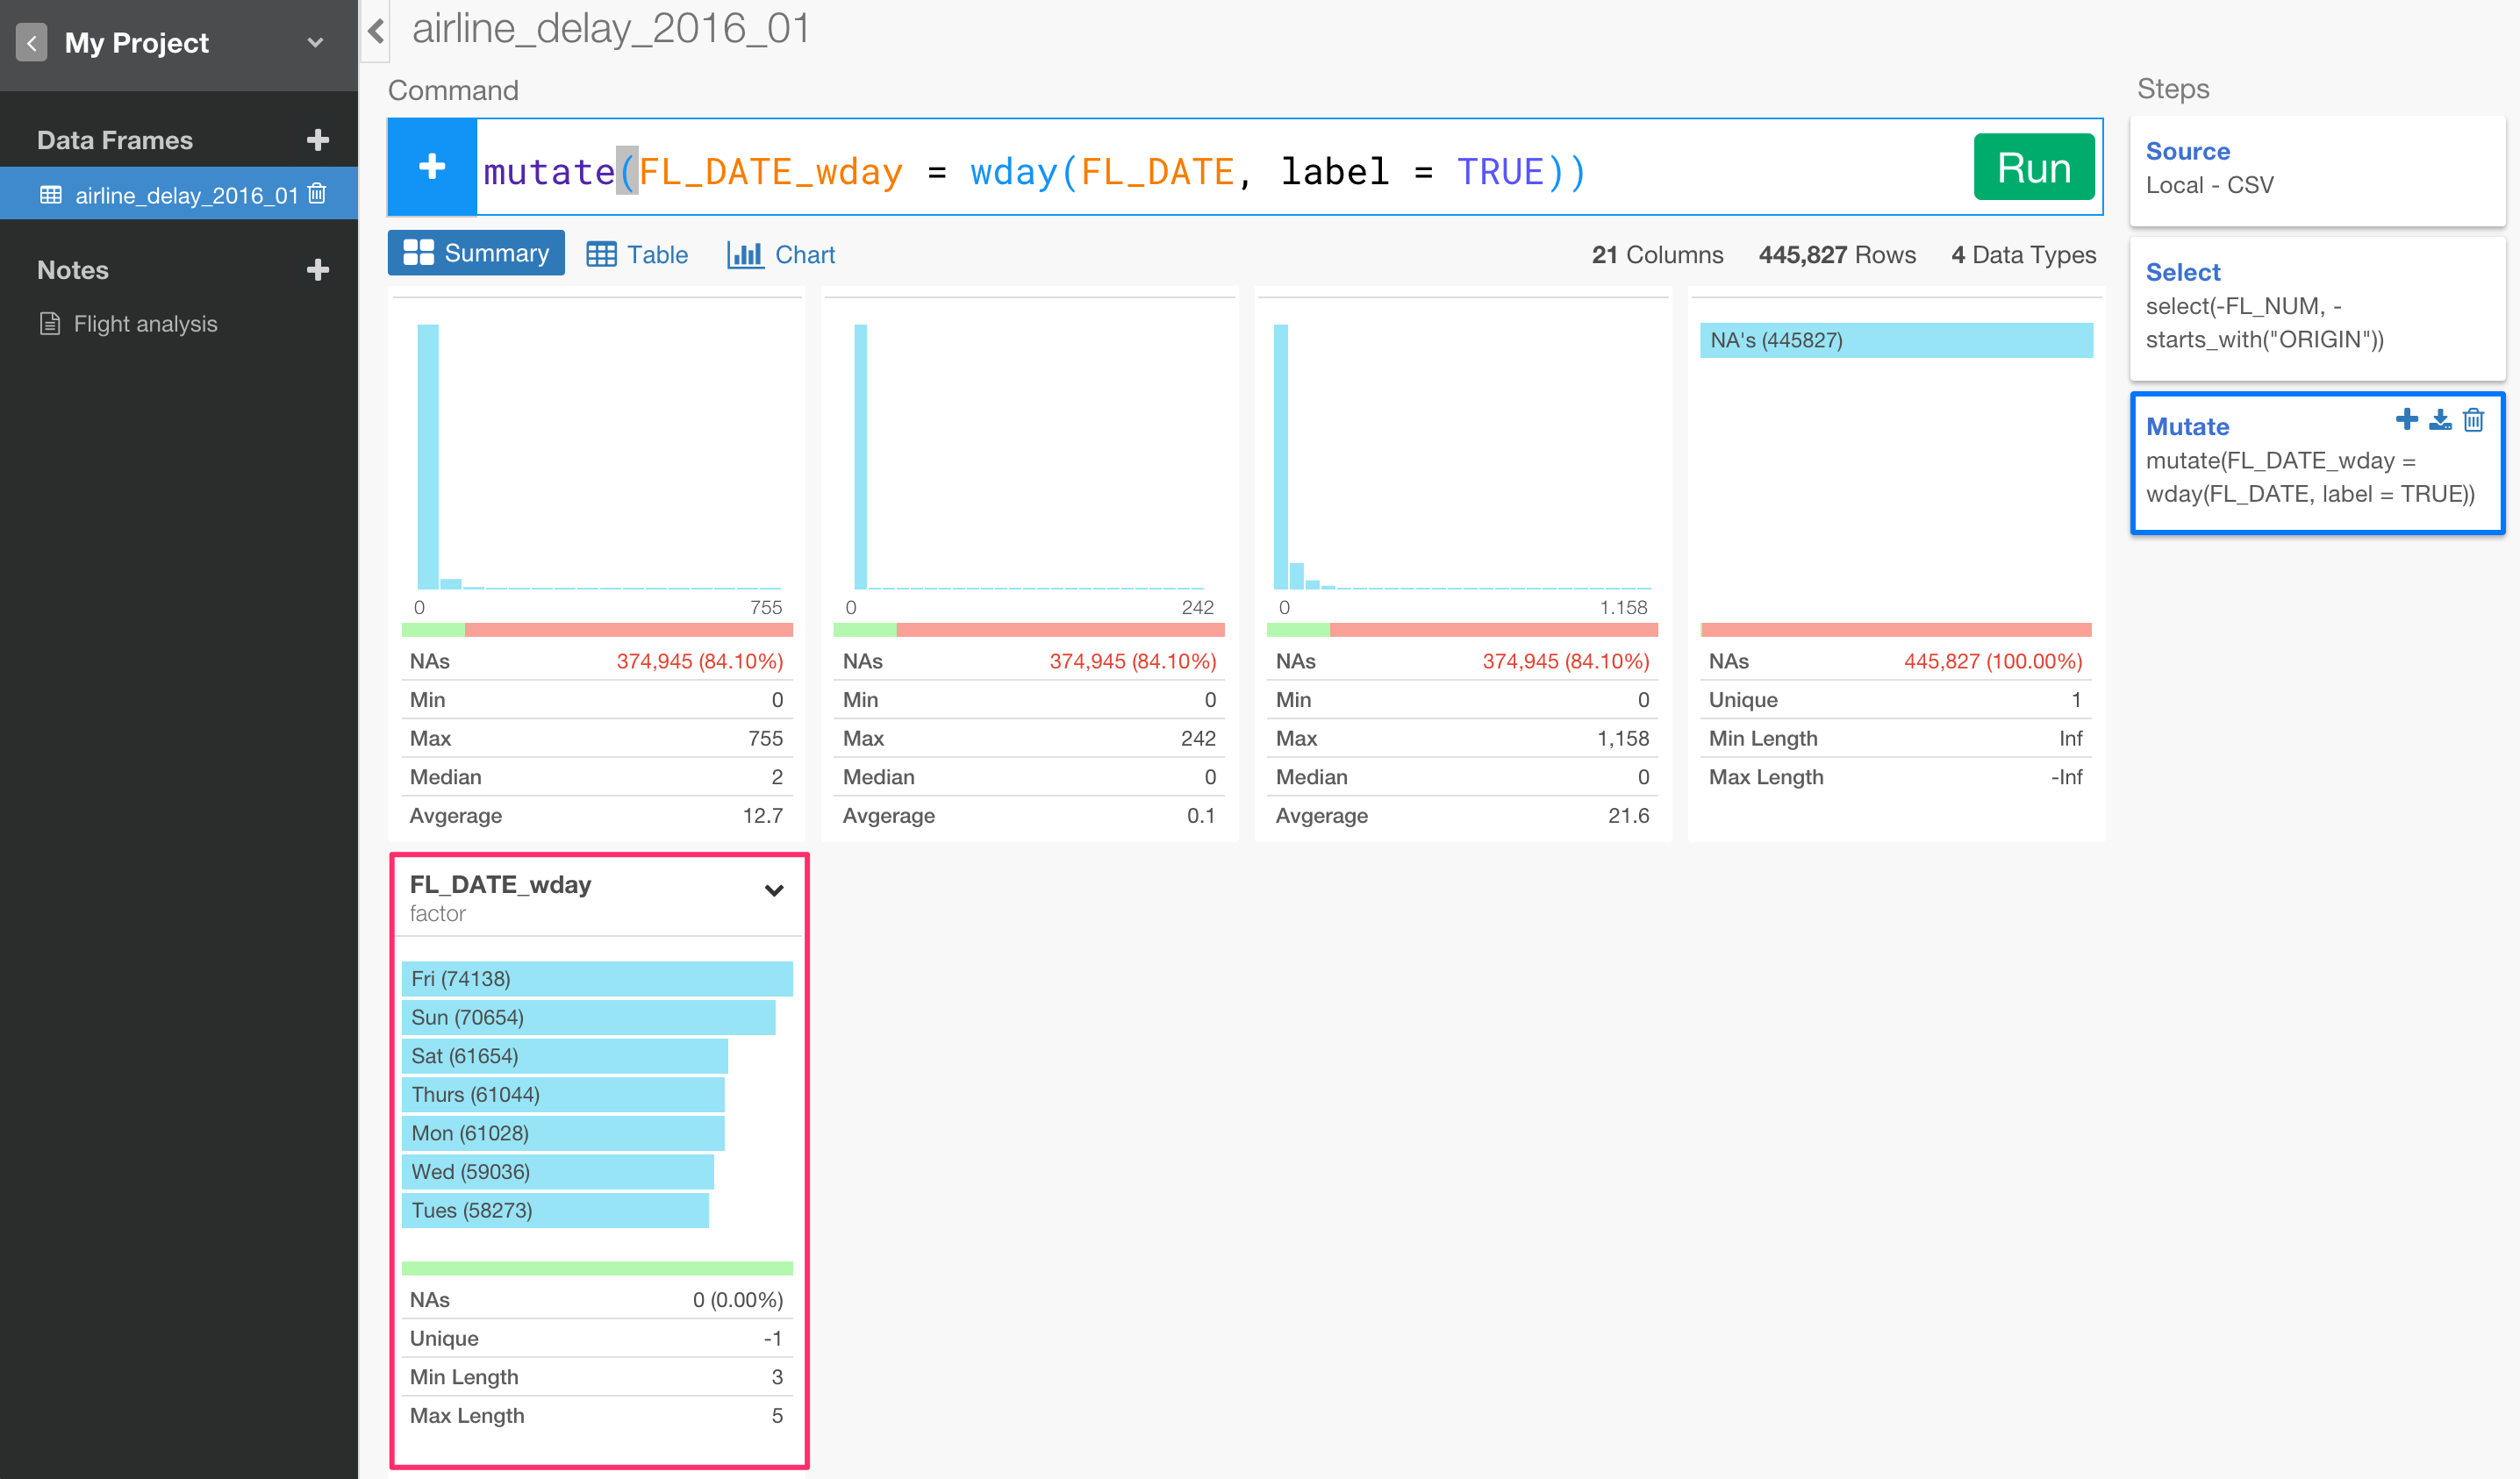 My Project
Data Frames
airline_delay_2016_01
Notes
Flight analysis
airline_delay_2016_01
Command
mutate(FL_DATE_wday = wday(FL_DATE, label = TRUE))
Run
Summary
Table
Chart
21 Columns
445,827 Rows
4 Data Types
0 755
NAs 374,945 (84.10%)
Min 0
Max 755
Median 2
Avgerage 12.7
0 242
NAs 374,945 (84.10%)
Min 0
Max 242
Median 0
Avgerage 0.1
0 1.158
NAs 374,945 (84.10%)
Min 0
Max 1,158
Median 0
Avgerage 21.6
NA's (445827)
NAs 445,827 (100.00%)
Unique 1
Min Length Inf
Max Length -Inf
FL_DATE_wday
factor
Fri (74138)
Sun (70654)
Sat (61654)
Thurs (61044)
Mon (61028)
Wed (59036)
Tues (58273)
NAs 0 (0.00%)
Unique -1
Min Length 3
Max Length 5
Steps
Source
Local - CSV
Select
select(-FL_NUM, -
starts_with("ORIGIN"))
Mutate
mutate(FL_DATE_wday =
wday(FL_DATE, label = TRUE))